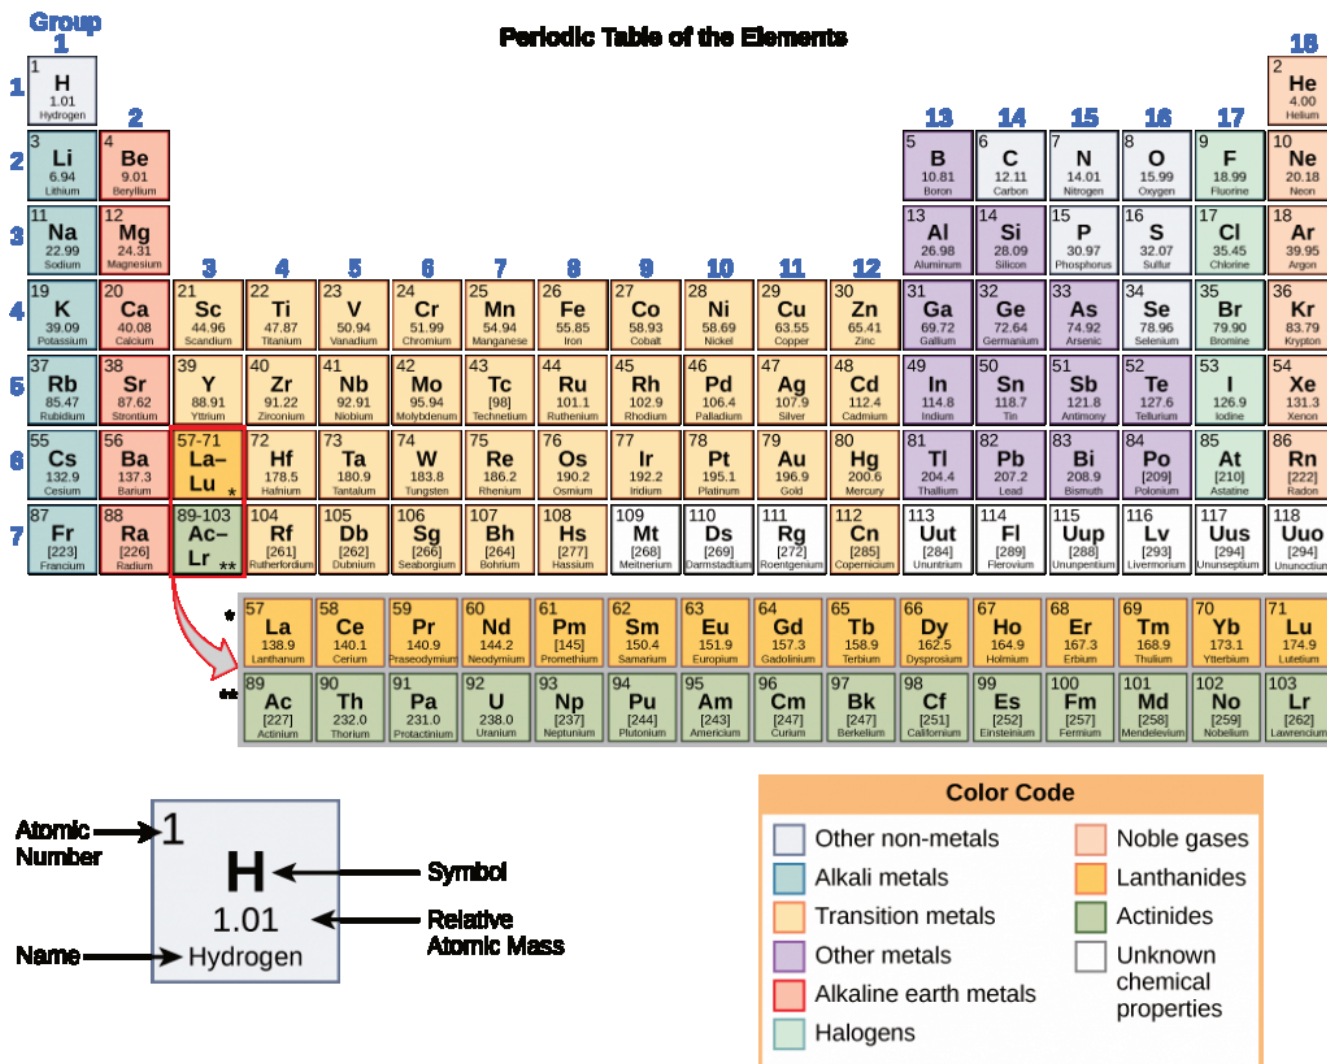 Group
Periodic Table of the Elements
1 18
1 1 2
H He
1.01 4.00
Hydrogen Helium
2 13 14 15 16 17
2 3 4 5 6 7 8 9 10
Li Be B C N O F Ne
6.94 9.01 10.81 12.11 14.01 15.99 18.99 20.18
Lithium Beryllium Boron Carbon Nitrogen Oxygen Fluorine Neon
3 11 12 13 14 15 16 17 18
Na Mg Al Si P S Cl Ar
22.99 24.31 26.98 28.09 30.97 32.07 35.45 39.95
Sodium Magnesium Aluminum Silicon Phosphorus Sulfur Chlorine Argon
3 4 5 6 7 8 9 10 11 12
4 19 20 21 22 23 24 25 26 27 28 29 30 31 32 33 34 35 36
K Ca Sc Ti V Cr Mn Fe Co Ni Cu Zn Ga Ge As Se Br Kr
39.09 40.08 44.96 47.87 50.94 51.99 54.94 55.85 58.93 58.69 63.55 65.41 69.72 72.64 74.92 78.96 79.90 83.79
Potassium Calcium Scandium Titanium Vanadium Chromium Manganese Iron Cobalt Nickel Copper Zinc Gallium Germanium Arsenic Selenium Bromine Krypton
5 37 38 39 40 41 42 43 44 45 46 47 48 49 50 51 52 53 54
Rb Sr Y Zr Nb Mo Tc Ru Rh Pd Ag Cd In Sn Sb Te I Xe
85.47 87.62 88.91 91.22 92.91 95.94 [98] 101.1 102.9 106.4 107.9 112.4 114.8 118.7 121.8 127.6 126.9 131.3
Rubidium Strontium Yttrium Zirconium Niobium Molybdenum Technetium Ruthenium Rhodium Palladium Silver Cadmium Indium Tin Antimony Tellurium Iodine Xenon
6 55 56 57-71 72 73 74 75 76 77 78 79 80 81 82 83 84 85 86
Cs Ba La– Hf Ta W Re Os Ir Pt Au Hg Tl Pb Bi Po At Rn
132.9 137.3 Lu * 178.5 180.9 183.8 186.2 190.2 192.2 195.1 196.9 200.6 204.4 207.2 208.9 [209] [210] [222]
Cesium Barium Hafnium Tantalum Tungsten Rhenium Osmium Iridium Platinum Gold Mercury Thallium Lead Bismuth Polonium Astatine Radon
7 87 88 89-103 104 105 106 107 108 109 110 111 112 113 114 115 116 117 118
Fr Ra Ac– Rf Db Sg Bh Hs Mt Ds Rg Cn Uut Fl Uup Lv Uus Uuo
[223] [226] Lr ** [261] [262] [266] [264] [277] [268] [269] [272] [285] [284] [289] [288] [293] [294] [294]
Francium Radium Rutherfordium Dubnium Seaborgium Bohrium Hassium Meitnerium Darmstadtium Roentgenium Copernicium Ununtrium Flerovium Ununpentium Livermorium Ununseptium Ununoctium
* 57 58 59 60 61 62 63 64 65 66 67 68 69 70 71
La Ce Pr Nd Pm Sm Eu Gd Tb Dy Ho Er Tm Yb Lu
138.9 140.1 140.9 144.2 [145] 150.4 151.9 157.3 158.9 162.5 164.9 167.3 168.9 173.1 174.9
Lanthanum Cerium Praseodymium Neodymium Promethium Samarium Europium Gadolinium Terbium Dysprosium Holmium Erbium Thulium Ytterbium Lutetium
** 89 90 91 92 93 94 95 96 97 98 99 100 101 102 103
Ac Th Pa U Np Pu Am Cm Bk Cf Es Fm Md No Lr
[227] 232.0 231.0 238.0 [237] [244] [243] [247] [247] [251] [252] [257] [258] [259] [262]
Actinium Thorium Protactinium Uranium Neptunium Plutonium Americium Curium Berkelium Californium Einsteinium Fermium Mendelevium Nobelium Lawrencium
Atomic
Number
1
H
Symbol
1.01
Relative
Atomic Mass
Name
Hydrogen
Color Code
Other non-metals
Alkali metals
Transition metals
Other metals
Alkaline earth metals
Halogens
Noble gases
Lanthanides
Actinides
Unknown
chemical
properties